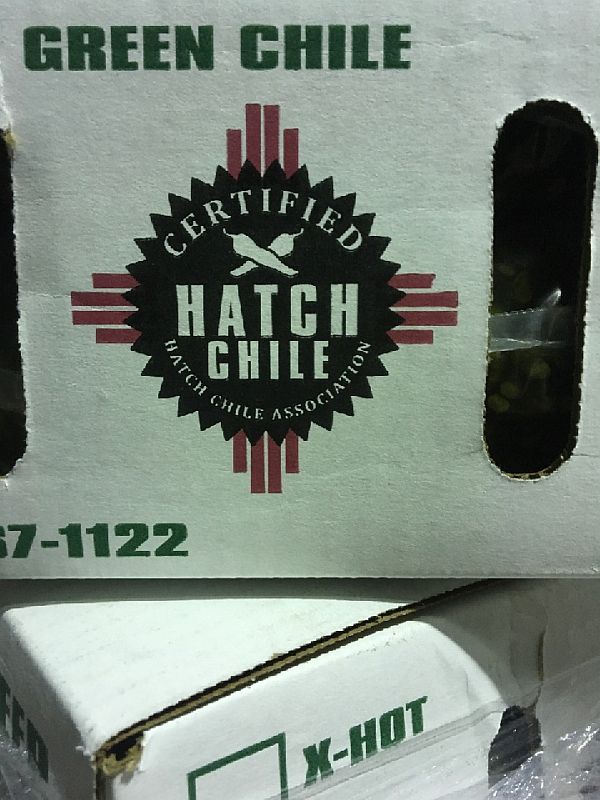 GREEN CHILE
CERTIFIED
HATCH
CHILE
HATCH CHILE ASSOCIATION
7-1122
X-HOT